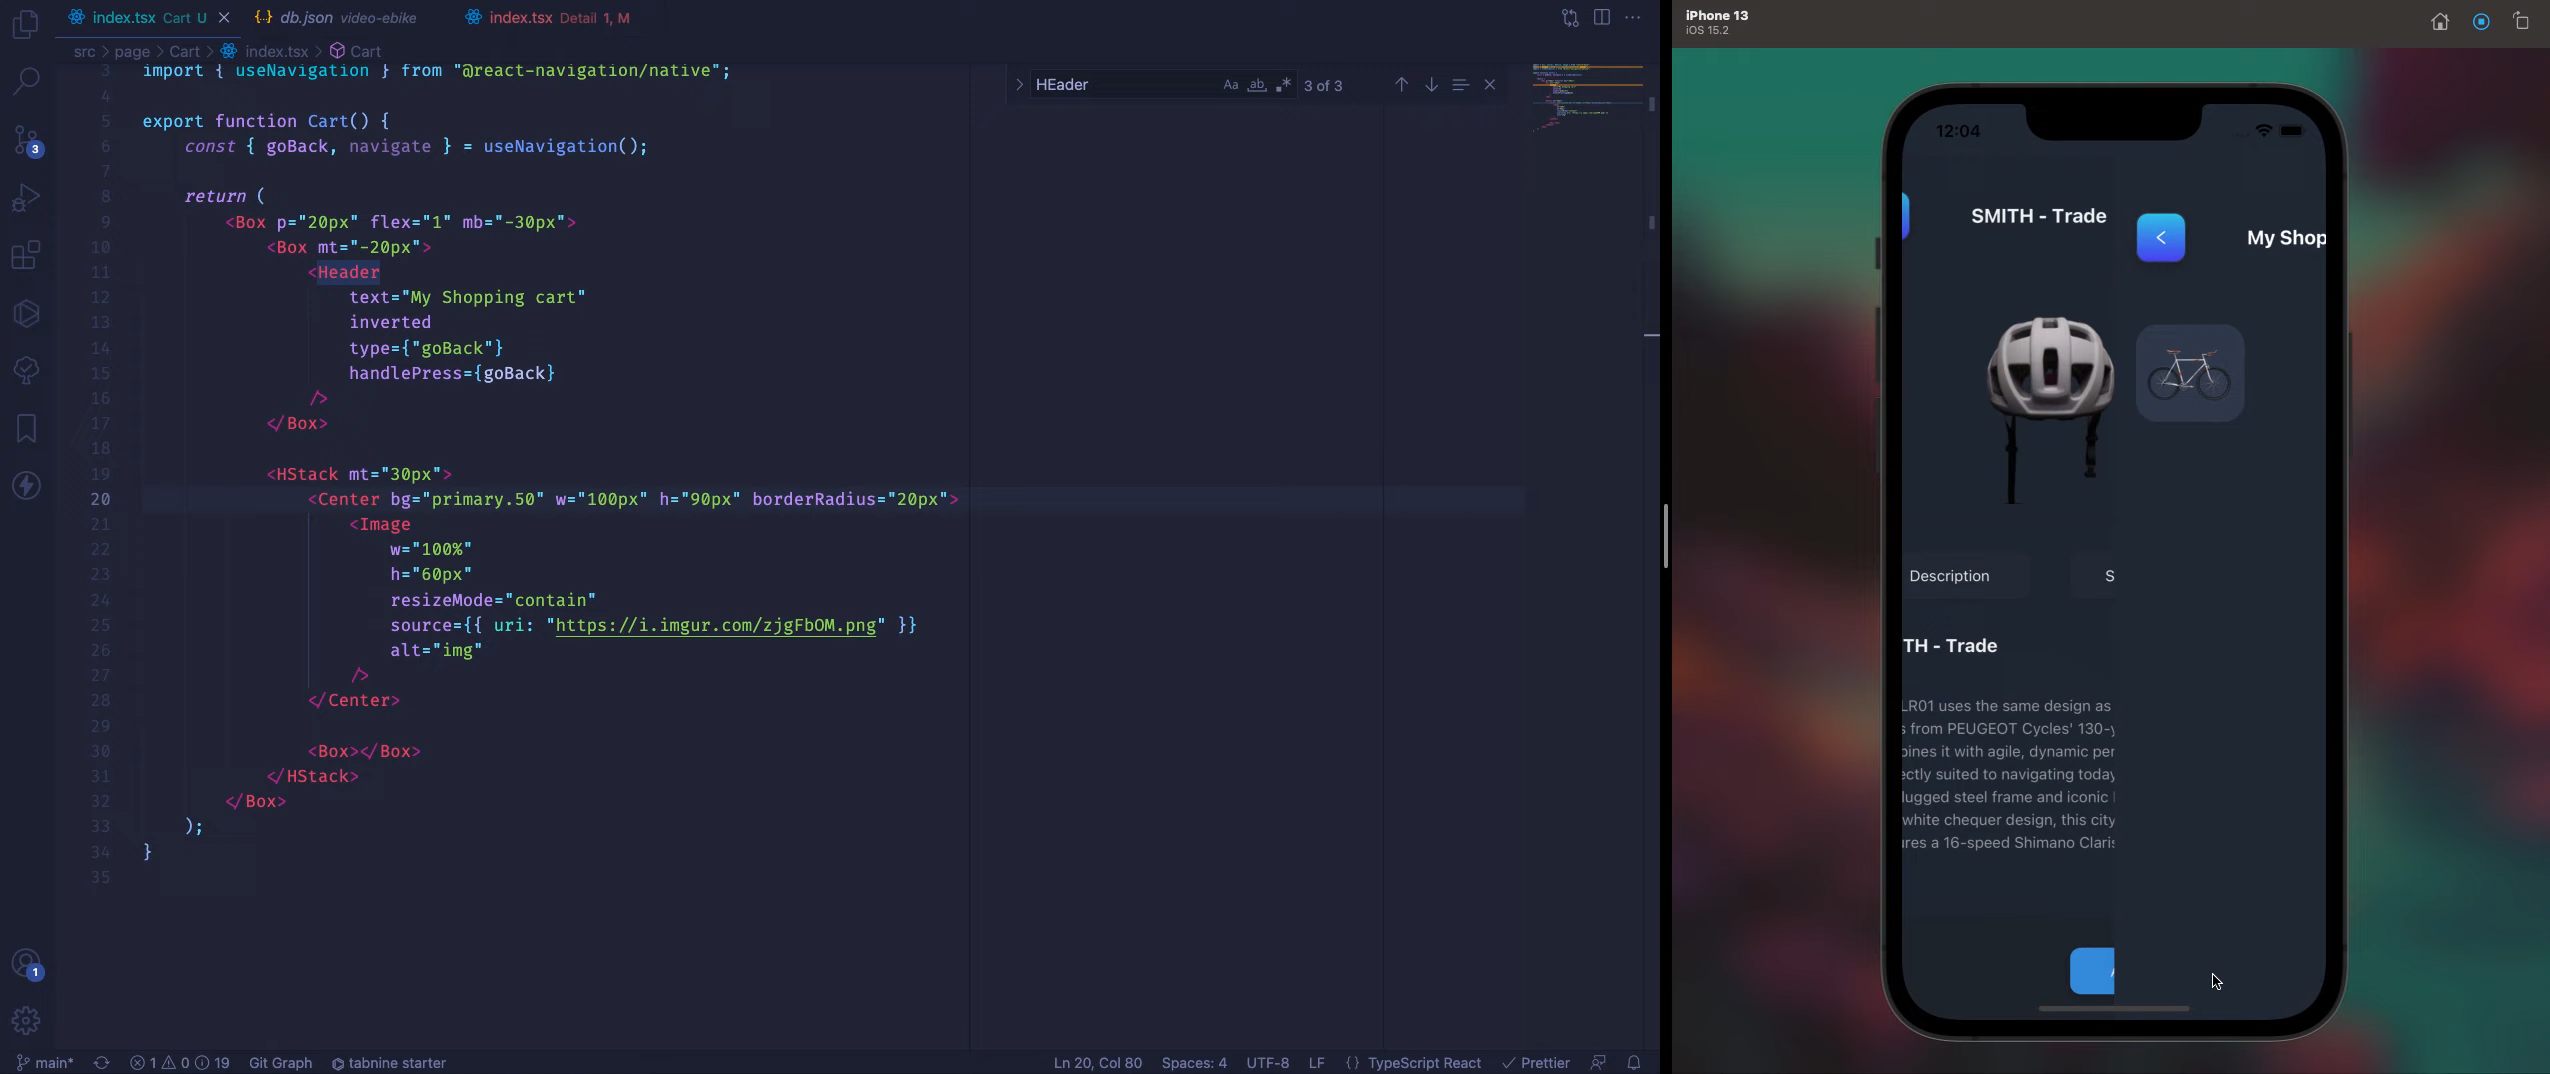 index.tsx Cart U
db.json video-ebike
index.tsx Detail 1, M
src > page > Cart > index.tsx > Cart
3 import { useNavigation } from "@react-navigation/native";
4
5 export function Cart() {
6 const { goBack, navigate } = useNavigation();
7
8 return (
9 <Box p="20px" flex="1" mb="-30px">
10 <Box mt="-20px">
11 <Header
12 text="My Shopping cart"
13 inverted
14 type={"goBack"}
15 handlePress={goBack}
16 />
17 </Box>
18
19 <HStack mt="30px">
20 <Center bg="primary.50" w="100px" h="90px" borderRadius="20px">
21 <Image
22 w="100%"
23 h="60px"
24 resizeMode="contain"
25 source={{ uri: "https://i.imgur.com/zjgFbOM.png" }}
26 alt="img"
27 />
28 </Center>
29
30 <Box></Box>
31 </HStack>
32 </Box>
33 );
34 }
35
HEader
Aa ab 3 of 3
3
1
main* 1 0 19 Git Graph tabnine starter
Ln 20, Col 80 Spaces: 4 UTF-8 LF {} TypeScript React Prettier
iPhone 13
iOS 15.2
12:04
SMITH - Trade
My Shop
Description
S
TH - Trade
LR01 uses the same design as
s from PEUGEOT Cycles' 130-y
bines it with agile, dynamic per
ectly suited to navigating today
lugged steel frame and iconic
white chequer design, this city
ures a 16-speed Shimano Claris